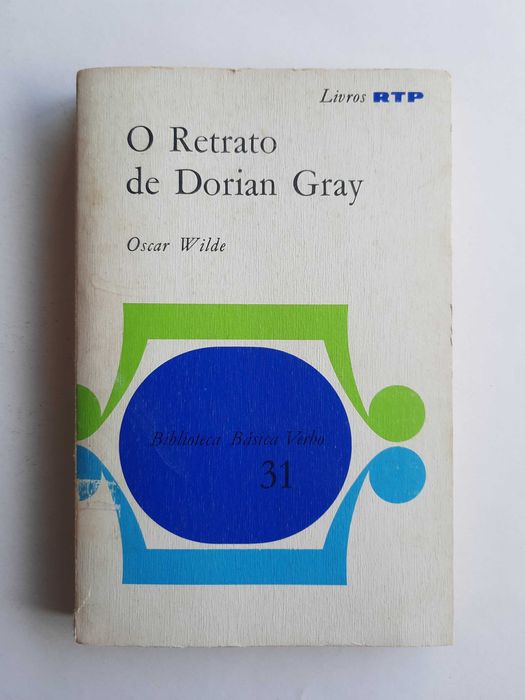 Livros RTP
O Retrato
de Dorian Gray
Oscar Wilde
Biblioteca Básica Verbo
31